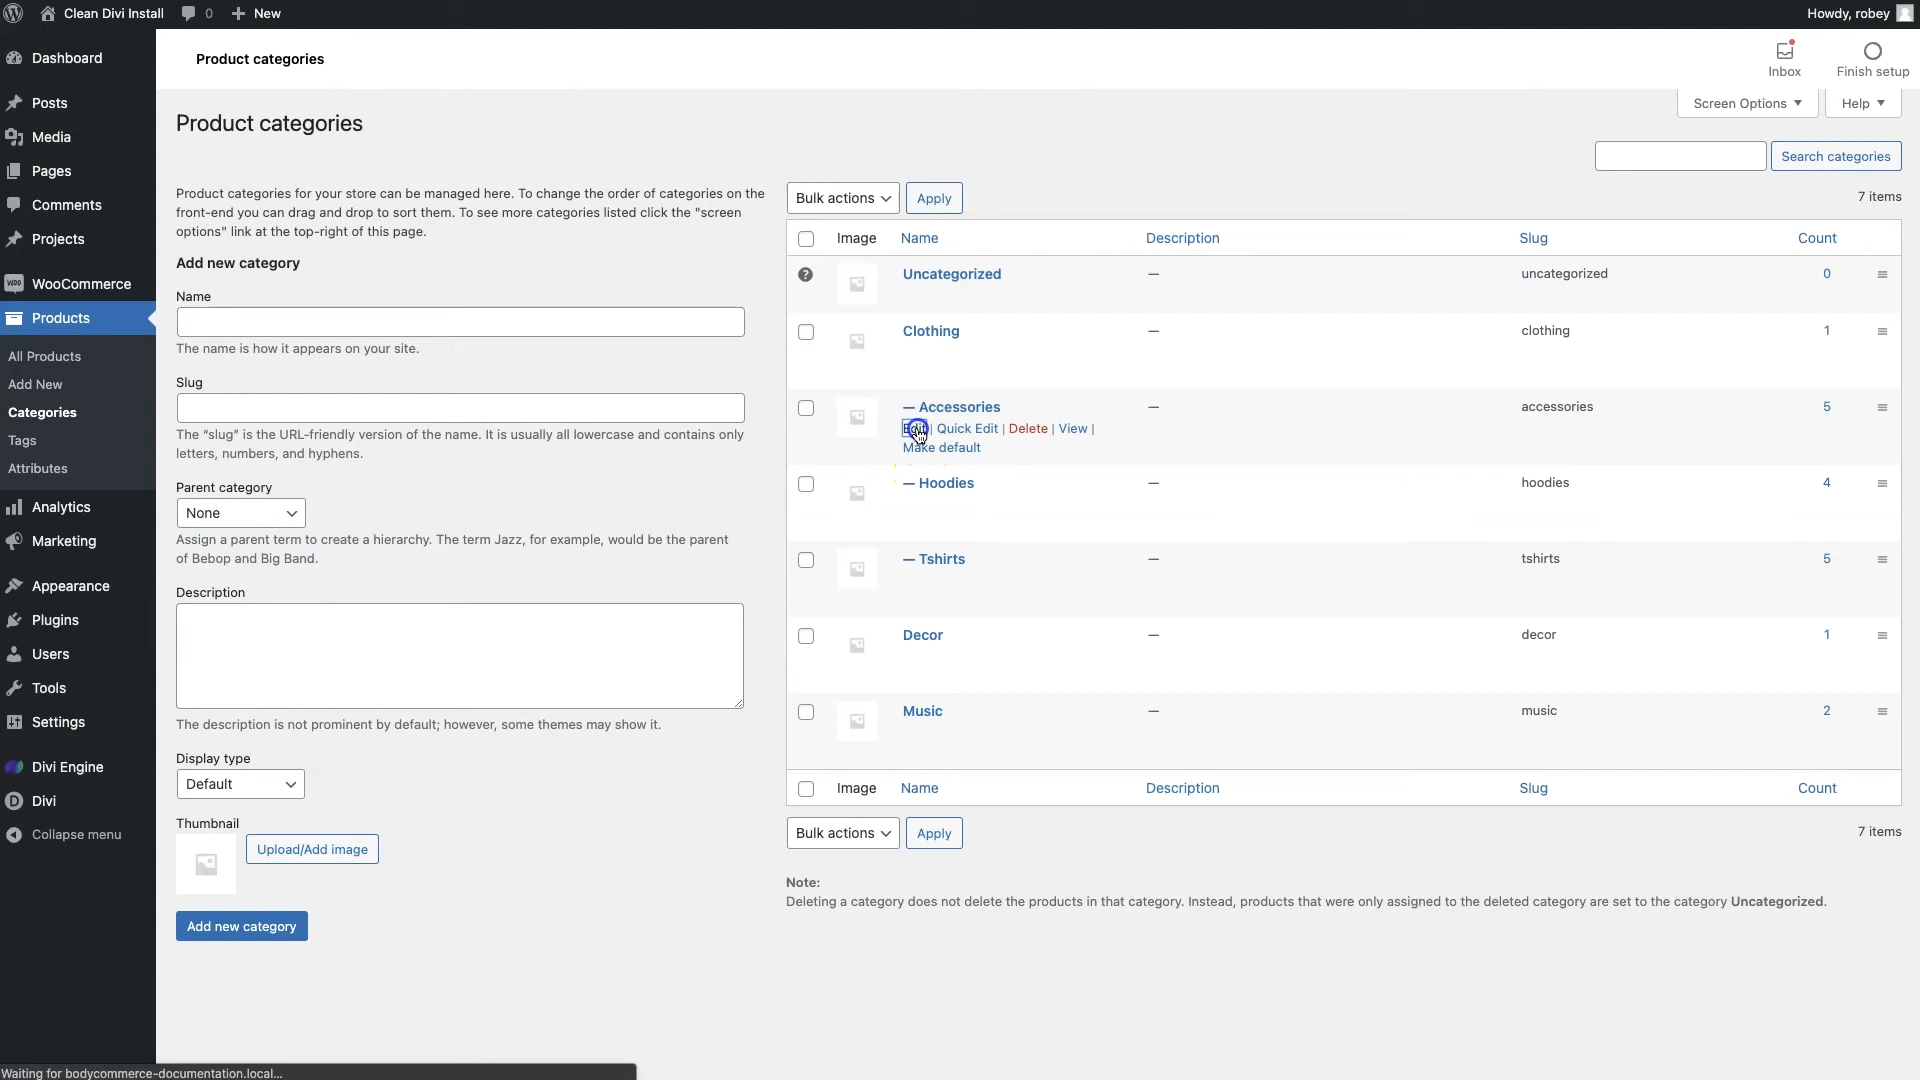 Clean Divi Install 0 New Howdy, robey
Product categories
Inbox
Finish setup
Screen Options
Help
Dashboard
Posts
Media
Pages
Comments
Projects
WooCommerce
Products
All Products
Add New
Categories
Tags
Attributes
Analytics
Marketing
Appearance
Plugins
Users
Tools
Settings
Divi Engine
Divi
Collapse menu
Product categories
Search categories
Product categories for your store can be managed here. To change the order of categories on the
front-end you can drag and drop to sort them. To see more categories listed click the "screen
options" link at the top-right of this page.
Add new category
Name
The name is how it appears on your site.
Slug
The “slug” is the URL-friendly version of the name. It is usually all lowercase and contains only
letters, numbers, and hyphens.
Parent category
None
Assign a parent term to create a hierarchy. The term Jazz, for example, would be the parent
of Bebop and Big Band.
Description
The description is not prominent by default; however, some themes may show it.
Display type
Default
Thumbnail
Upload/Add image
Add new category
Bulk actions Apply 7 items
Image Name Description Slug Count
Uncategorized — uncategorized 0
Clothing — clothing 1
— Accessories — accessories 5
Edit | Quick Edit | Delete | View |
Make default
— Hoodies — hoodies 4
— Tshirts — tshirts 5
Decor — decor 1
Music — music 2
Image Name Description Slug Count
Bulk actions Apply 7 items
Note:
Deleting a category does not delete the products in that category. Instead, products that were only assigned to the deleted category are set to the category Uncategorized.
Waiting for bodycommerce-documentation.local...